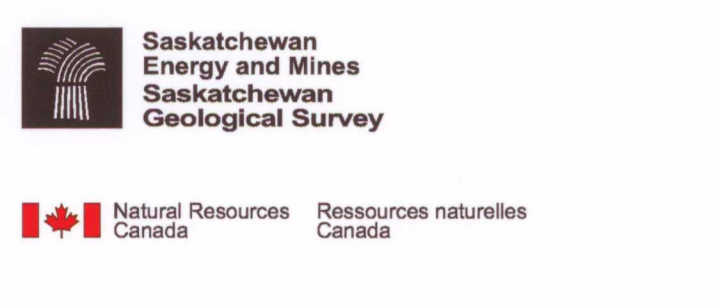 Saskatchewan
Energy and Mines
Saskatchewan
Geological Survey
Natural Resources
Canada
Ressources naturelles
Canada